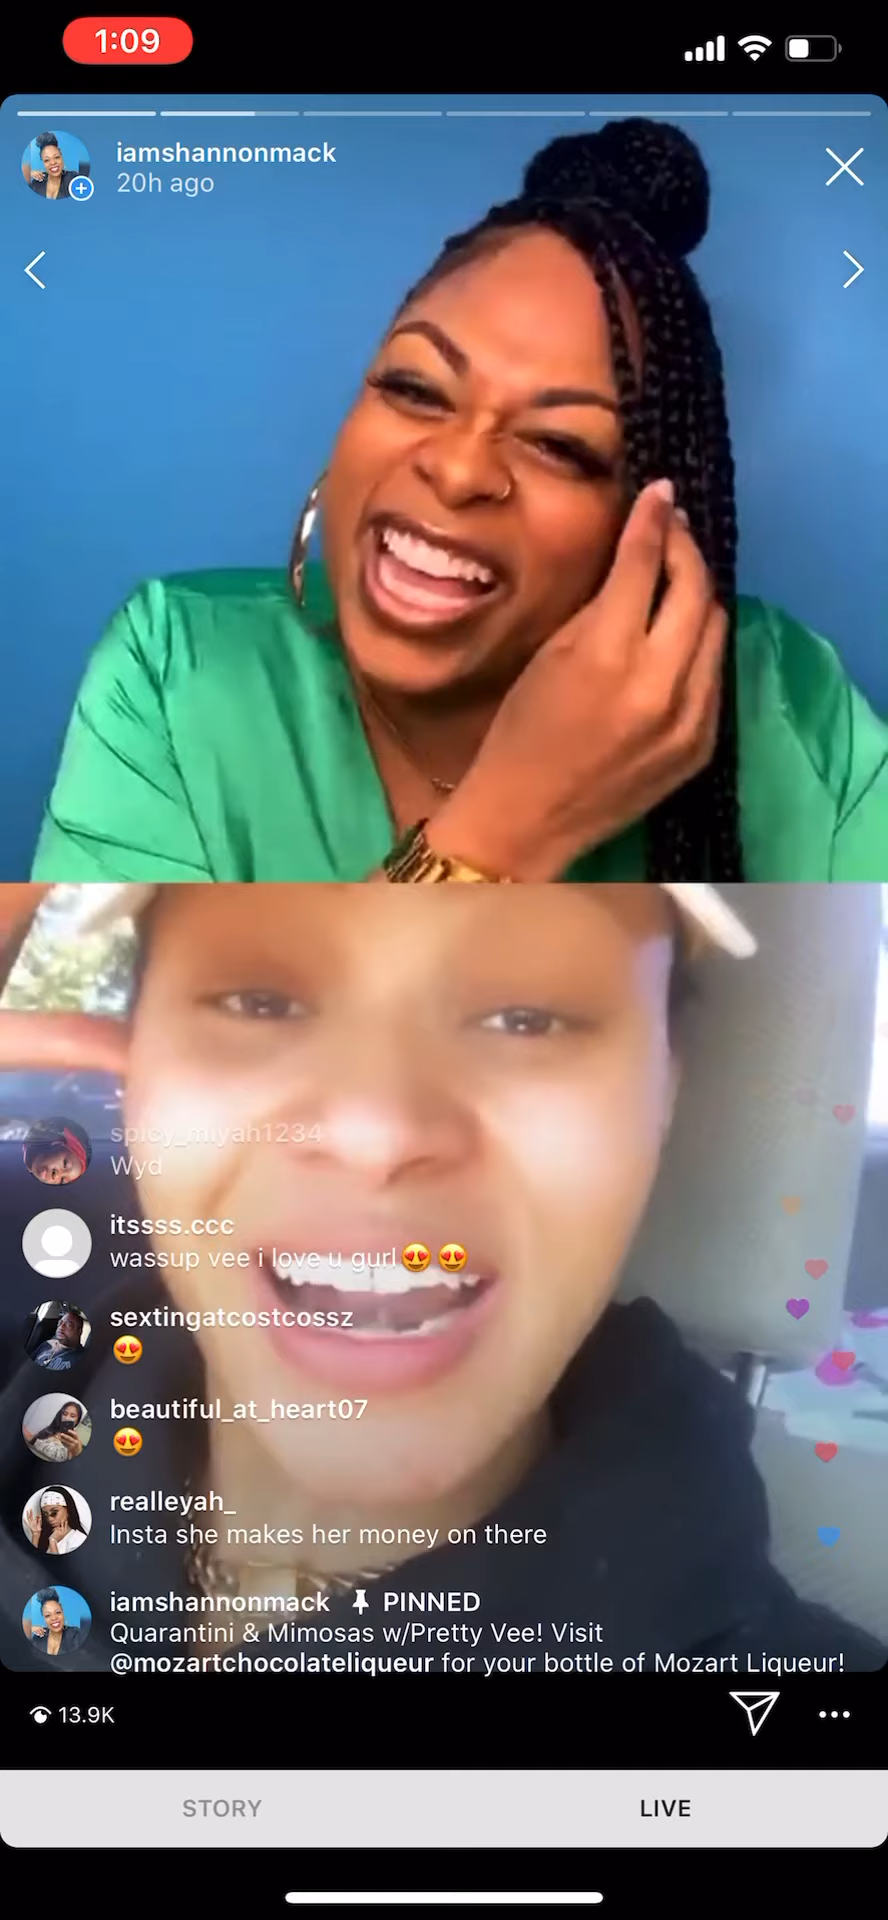 1:09
iamshannonmack
20h ago
spicy_miyah1234
Wyd
itssss.ccc
wassup vee i love u gurl😍😍
sextingatcostcossz
😍
beautiful_at_heart07
😍
realleyah_
Insta she makes her money on there
iamshannonmack 📌 PINNED
Quarantini & Mimosas w/Pretty Vee! Visit
@mozartchocolateliqueur for your bottle of Mozart Liqueur!
13.9K
STORY LIVE